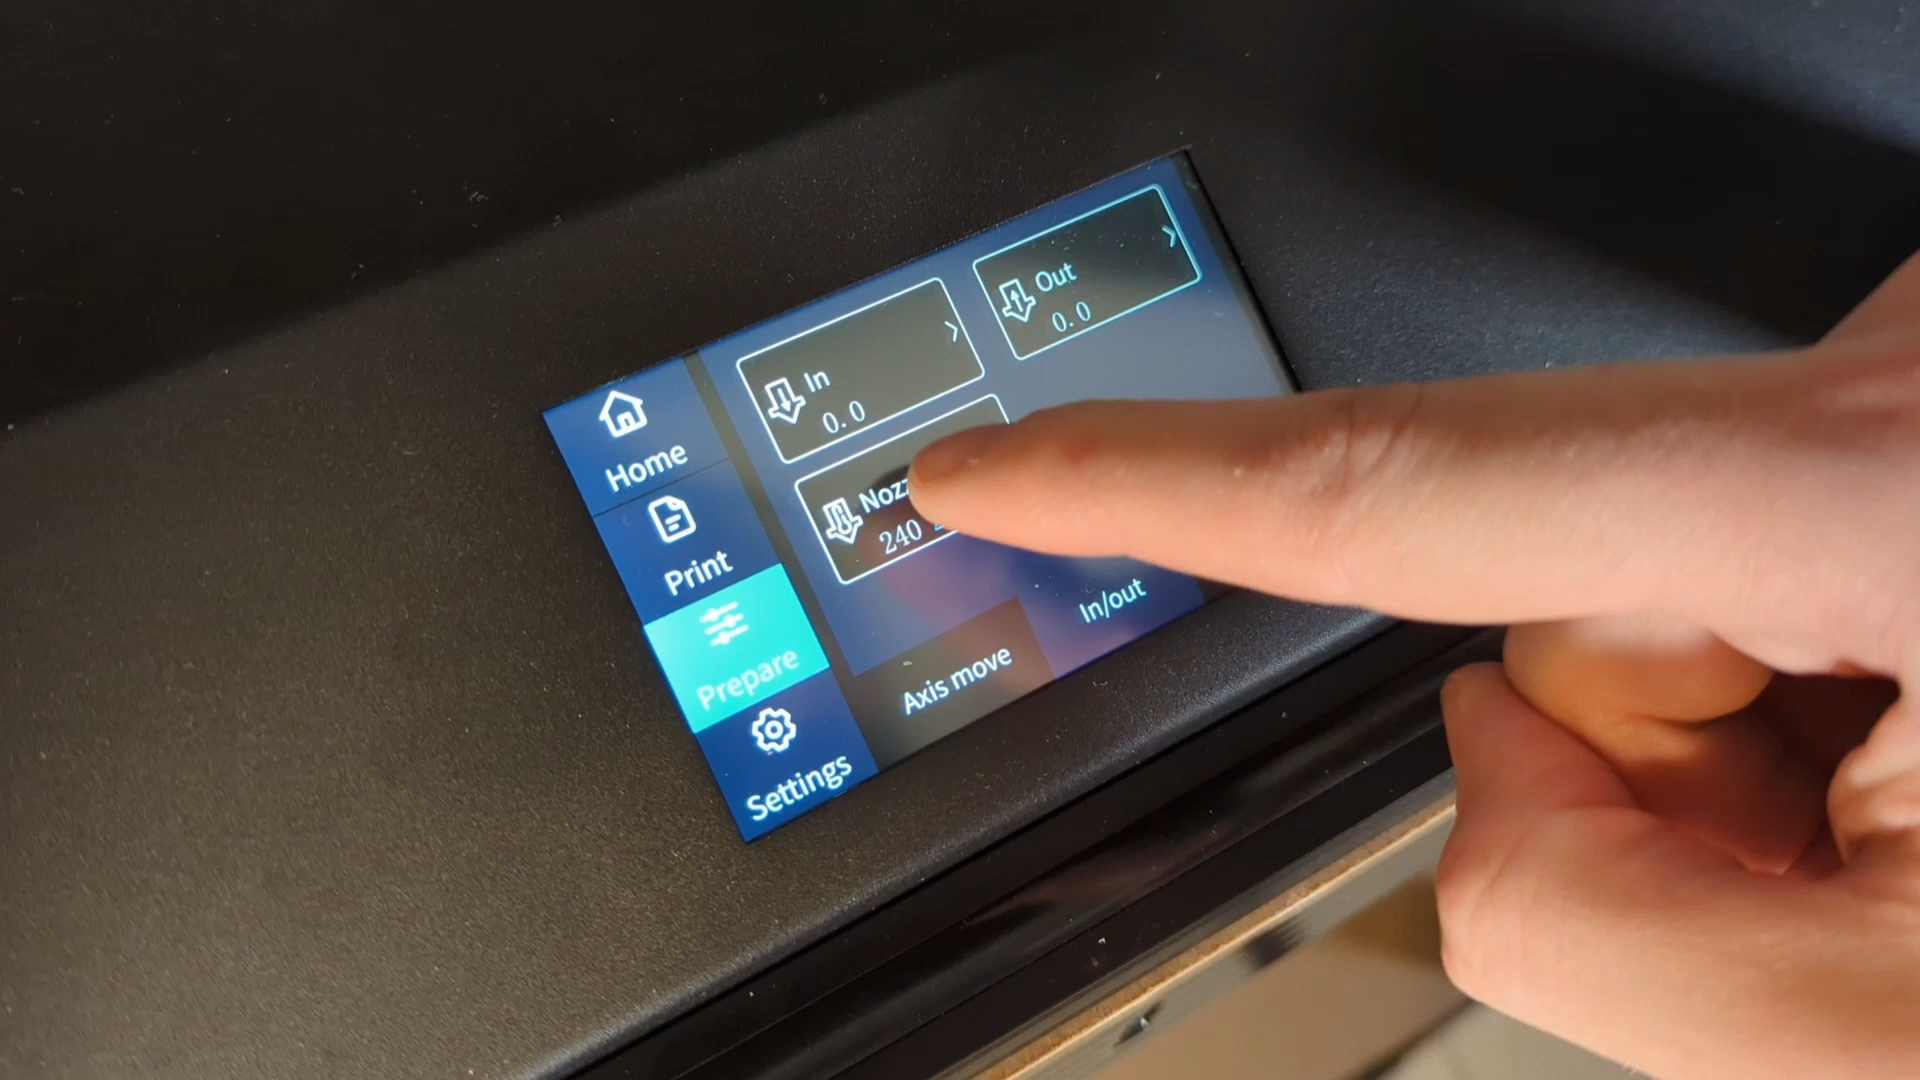 Home
Print
Prepare
Settings
In
0.0
Out
0.0
240
Axis move
In/out